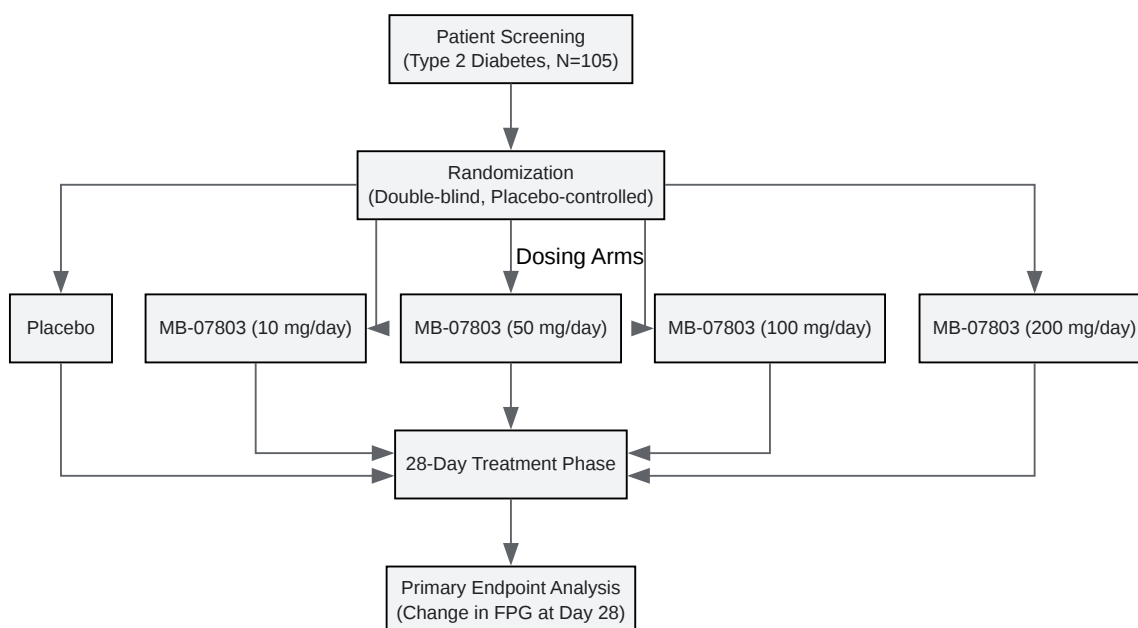 Patient Screening
(Type 2 Diabetes, N=105)
Randomization
(Double-blind, Placebo-controlled)
Dosing Arms
Placebo
MB-07803 (10 mg/day)
MB-07803 (50 mg/day)
MB-07803 (100 mg/day)
MB-07803 (200 mg/day)
28-Day Treatment Phase
Primary Endpoint Analysis
(Change in FPG at Day 28)